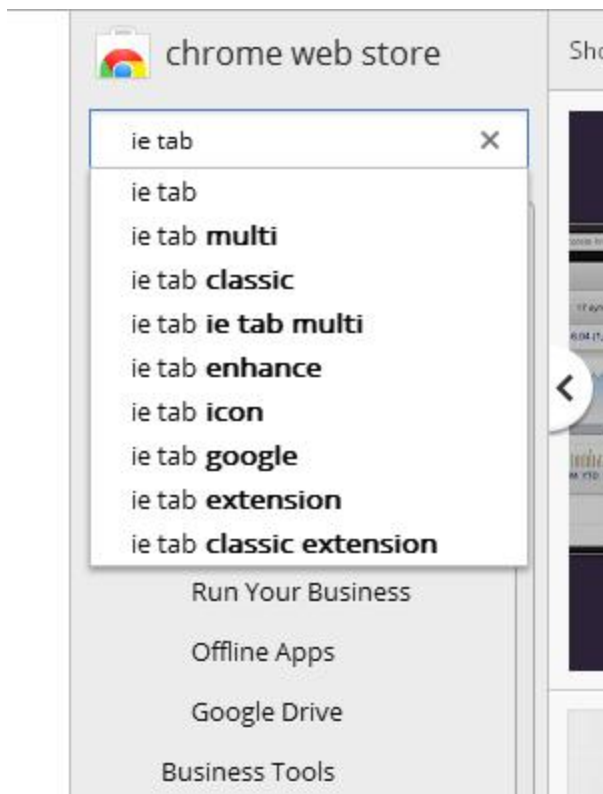 chrome web store
Sho
ie tab
ie tab
ie tab multi
ie tab classic
ie tab ie tab multi
ie tab enhance
ie tab icon
ie tab google
ie tab extension
ie tab classic extension
Run Your Business
Offline Apps
Google Drive
Business Tools